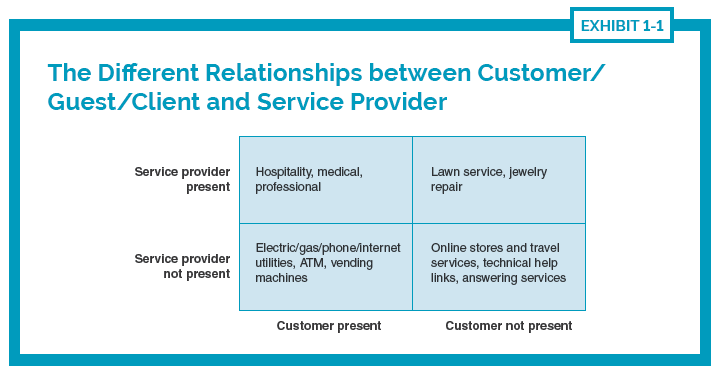 EXHIBIT 1-1
The Different Relationships between Customer/
Guest/Client and Service Provider
Service provider
present
Hospitality, medical,
professional
Lawn service, jewelry
repair
Service provider
not present
Electric/gas/phone/internet
utilities, ATM, vending
machines
Online stores and travel
services, technical help
links, answering services
Customer present
Customer not present